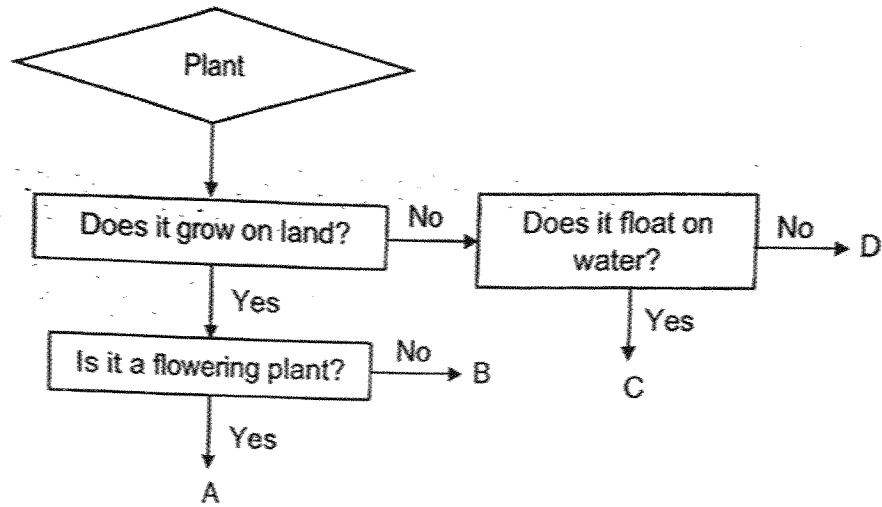 Plant
Does it grow on land?
No
Does it float on
water?
No
D
Yes
Yes
Is it a flowering plant?
No
B
C
Yes
A